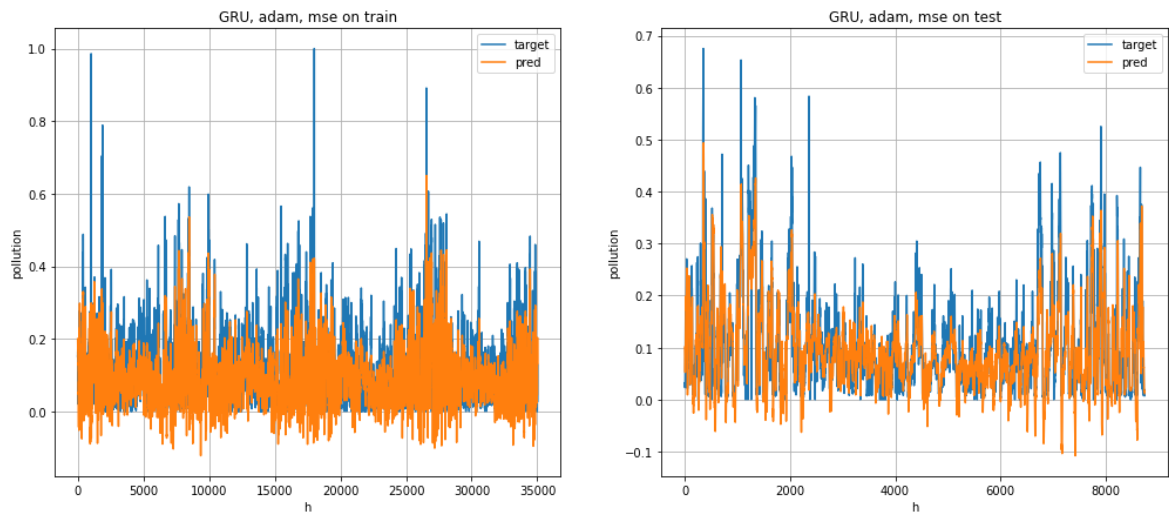 GRU, adam, mse on train
target
pred
pollution
1.0
0.8
0.6
0.4
0.2
0.0
0 5000 10000 15000 20000 25000 30000 35000
h
GRU, adam, mse on test
target
pred
pollution
0.7
0.6
0.5
0.4
0.3
0.2
0.1
0.0
−0.1
0 2000 4000 6000 8000
h